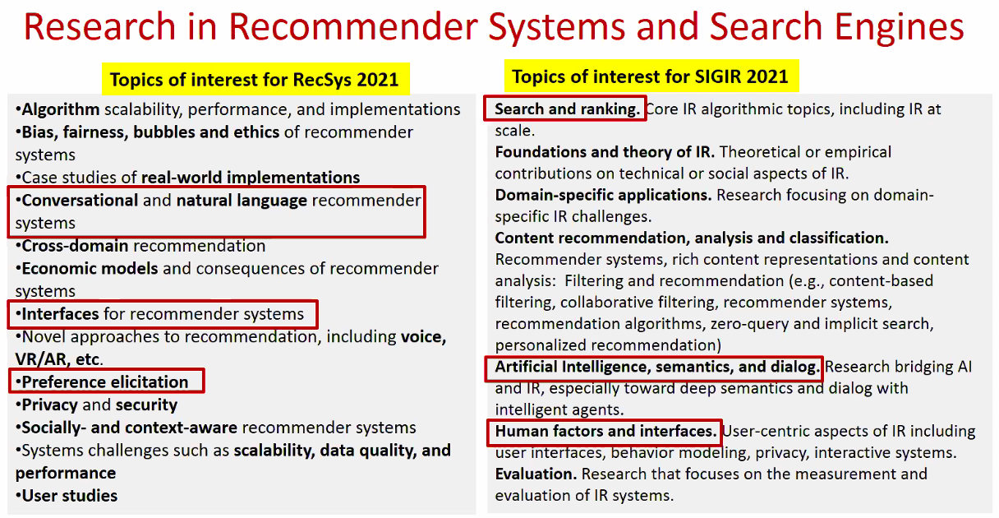 Research in Recommender Systems and Search Engines
Topics of interest for RecSys 2021
•Algorithm scalability, performance, and implementations
•Bias, fairness, bubbles and ethics of recommender
systems
•Case studies of real-world implementations
•Conversational and natural language recommender
systems
•Cross-domain recommendation
•Economic models and consequences of recommender
systems
•Interfaces for recommender systems
•Novel approaches to recommendation, including voice,
VR/AR, etc.
•Preference elicitation
•Privacy and security
•Socially- and context-aware recommender systems
•Systems challenges such as scalability, data quality, and
performance
•User studies
Topics of interest for SIGIR 2021
Search and ranking. Core IR algorithmic topics, including IR at
scale.
Foundations and theory of IR. Theoretical or empirical
contributions on technical or social aspects of IR.
Domain-specific applications. Research focusing on domain-
specific IR challenges.
Content recommendation, analysis and classification.
Recommender systems, rich content representations and content
analysis: Filtering and recommendation (e.g., content-based
filtering, collaborative filtering, recommender systems,
recommendation algorithms, zero-query and implicit search,
personalized recommendation)
Artificial Intelligence, semantics, and dialog. Research bridging AI
and IR, especially toward deep semantics and dialog with
intelligent agents.
Human factors and interfaces. User-centric aspects of IR including
user interfaces, behavior modeling, privacy, interactive systems.
Evaluation. Research that focuses on the measurement and
evaluation of IR systems.